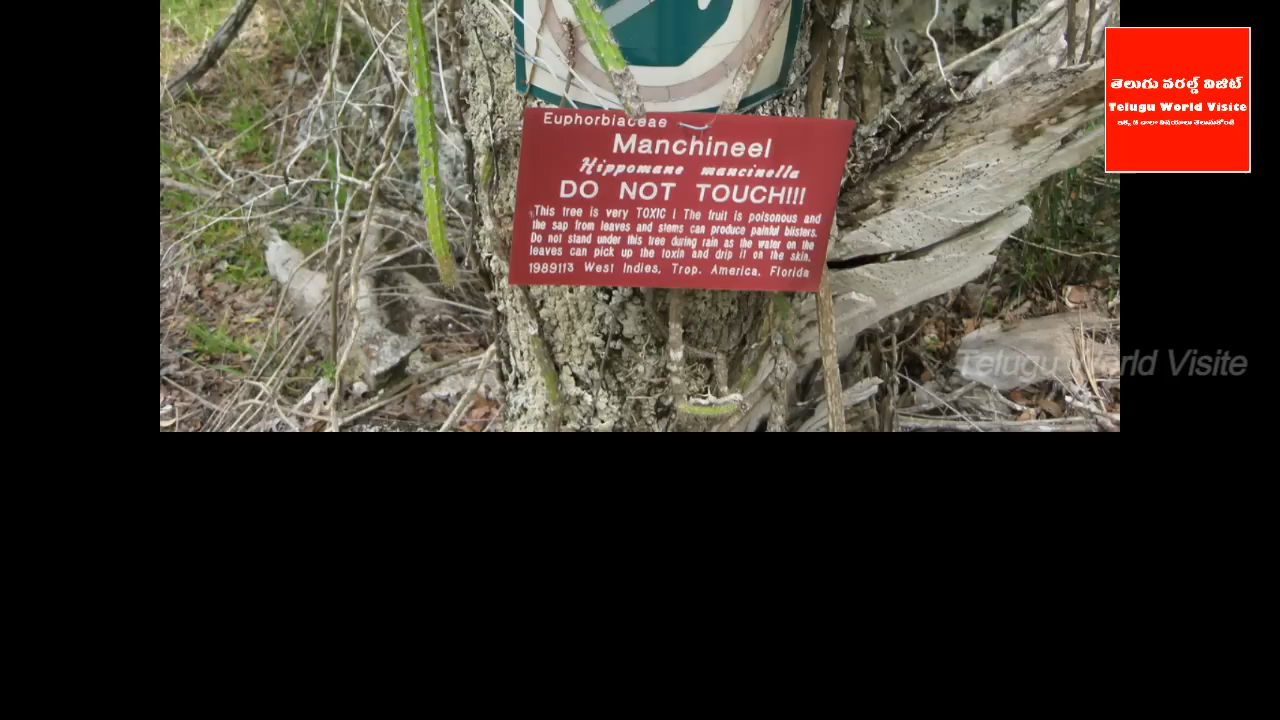 తెలుగు వరల్డ్ విజిట్
Telugu World Visite
Euphorbiaceae
Manchineel
Hippomane mancinella
DO NOT TOUCH!!!
This tree is very TOXIC ! The fruit is poisonous and
the sap from leaves and stems can produce painful blisters.
Do not stand under this tree during rain as the water on the
leaves can pick up the toxin and drip it on the skin.
1989113 West Indies, Trop. America, Florida
Telugu World Visite